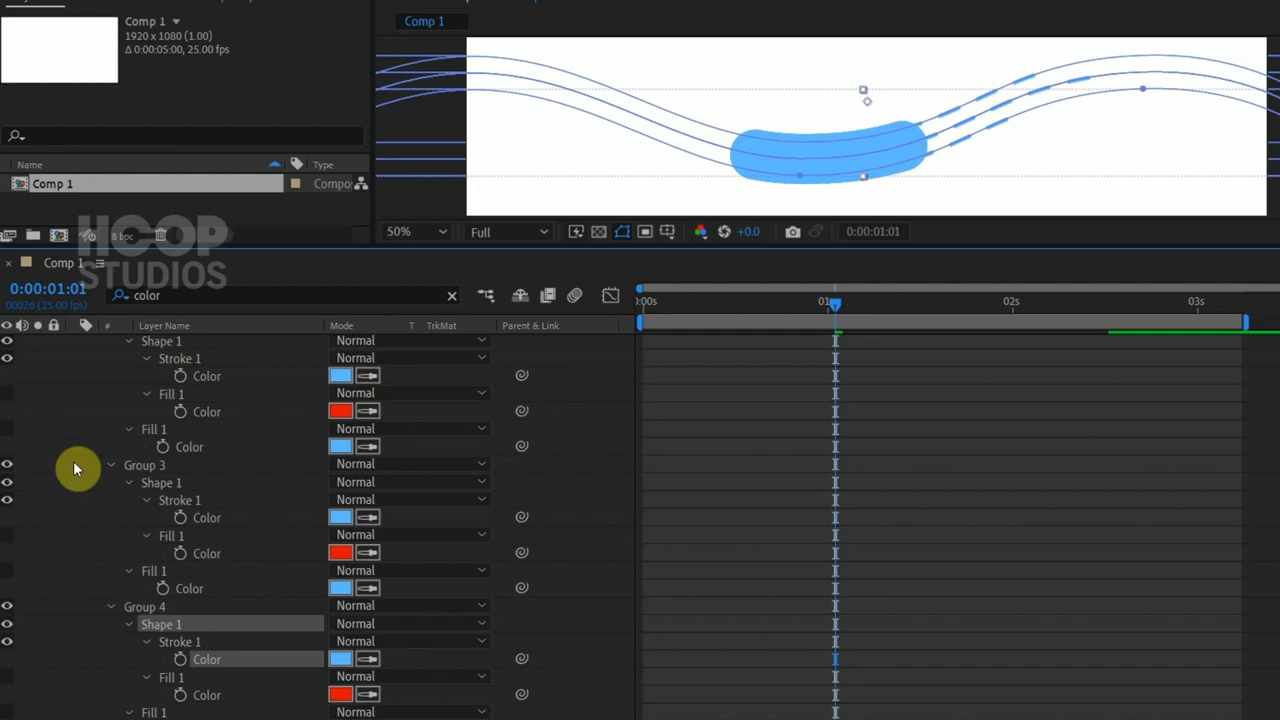 Comp 1
1920 x 1080 (1.00)
Δ 0:00:05:00, 25.00 fps
Comp 1
Name Type
Comp 1 Compo
8 bpc
50% Full +0.0 0:00:01:01
HOOP
STUDIOS
Comp 1
0:00:01:01
00026 (25.00 fps)
color
:00s 01 02s 03s
# Layer Name Mode T TrkMat Parent & Link
Shape 1 Normal
Stroke 1 Normal
Color
Fill 1 Normal
Color
Fill 1 Normal
Color
Group 3 Normal
Shape 1 Normal
Stroke 1 Normal
Color
Fill 1 Normal
Color
Fill 1 Normal
Color
Group 4 Normal
Shape 1 Normal
Stroke 1 Normal
Color
Fill 1 Normal
Color
Fill 1 Normal